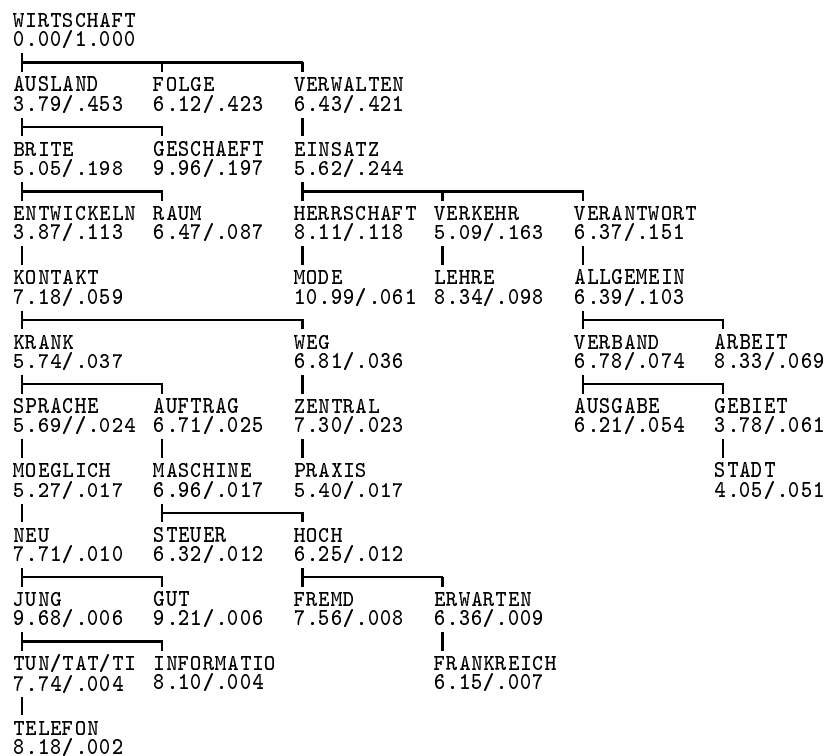 WIRTSCHAFT
0.00/1.000
AUSLAND FOLGE VERWALTEN
3.79/.453 6.12/.423 6.43/.421
BRITE GESCHAEFT EINSATZ
5.05/.198 9.96/.197 5.62/.244
ENTWICKELN RAUM HERRSCHAFT VERKEHR VERANTWORT
3.87/.113 6.47/.087 8.11/.118 5.09/.163 6.37/.151
KONTAKT MODE LEHRE ALLGEMEIN
7.18/.059 10.99/.061 8.34/.098 6.39/.103
KRANK WEG VERBAND ARBEIT
5.74/.037 6.81/.036 6.78/.074 8.33/.069
SPRACHE AUFTRAG ZENTRAL AUSGABE GEBIET
5.69//.024 6.71/.025 7.30/.023 6.21/.054 3.78/.061
MOEGLICH MASCHINE PRAXIS STADT
5.27/.017 6.96/.017 5.40/.017 4.05/.051
NEU STEUER HOCH
7.71/.010 6.32/.012 6.25/.012
JUNG GUT FREMD ERWARTEN
9.68/.006 9.21/.006 7.56/.008 6.36/.009
TUN/TAT/TI INFORMATIO FRANKREICH
7.74/.004 8.10/.004 6.15/.007
TELEFON
8.18/.002